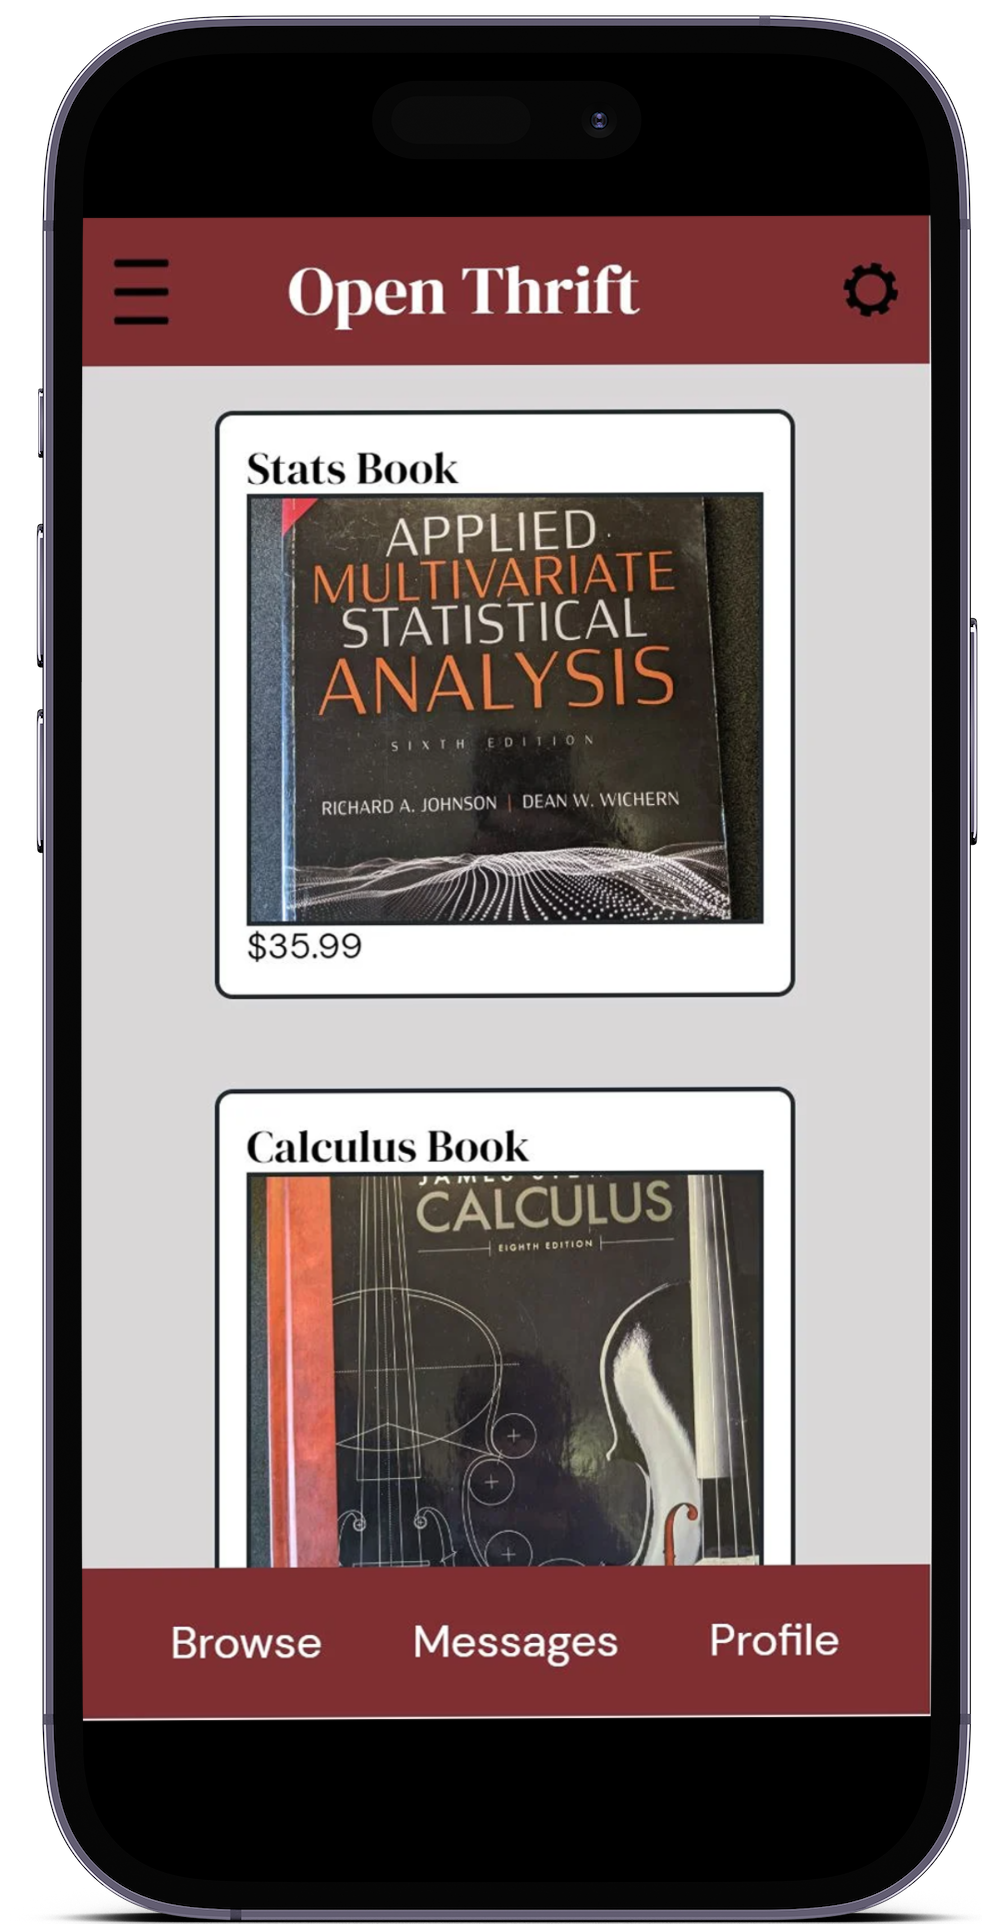 Open Thrift
Stats Book
APPLIED
MULTIVARIATE
STATISTICAL
ANALYSIS
SIXTH EDITION
RICHARD A. JOHNSON | DEAN W. WICHERN
$35.99
Calculus Book
JAMES
CALCULUS
EIGHTH EDITION
Browse Messages Profile